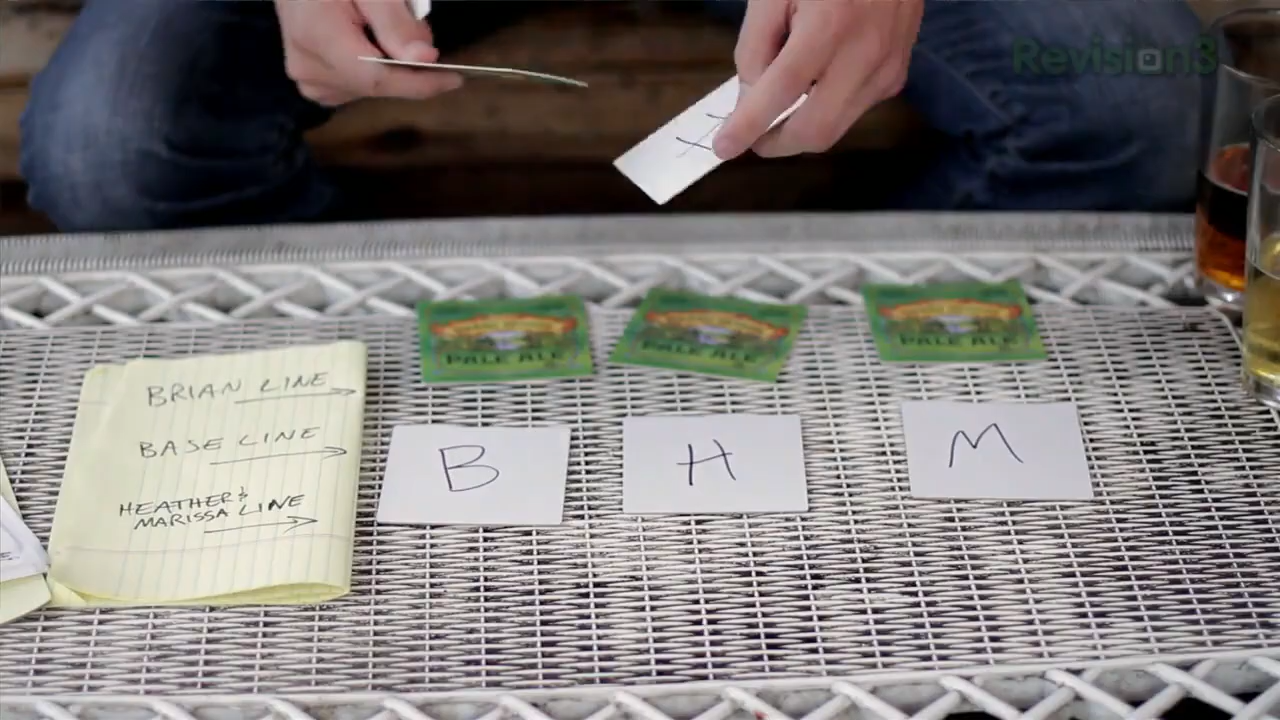 Revision3
PALE ALE
PALE ALE
PALE ALE
BRIAN LINE
BASE LINE
HEATHER &
MARISSA LINE
B
H
M